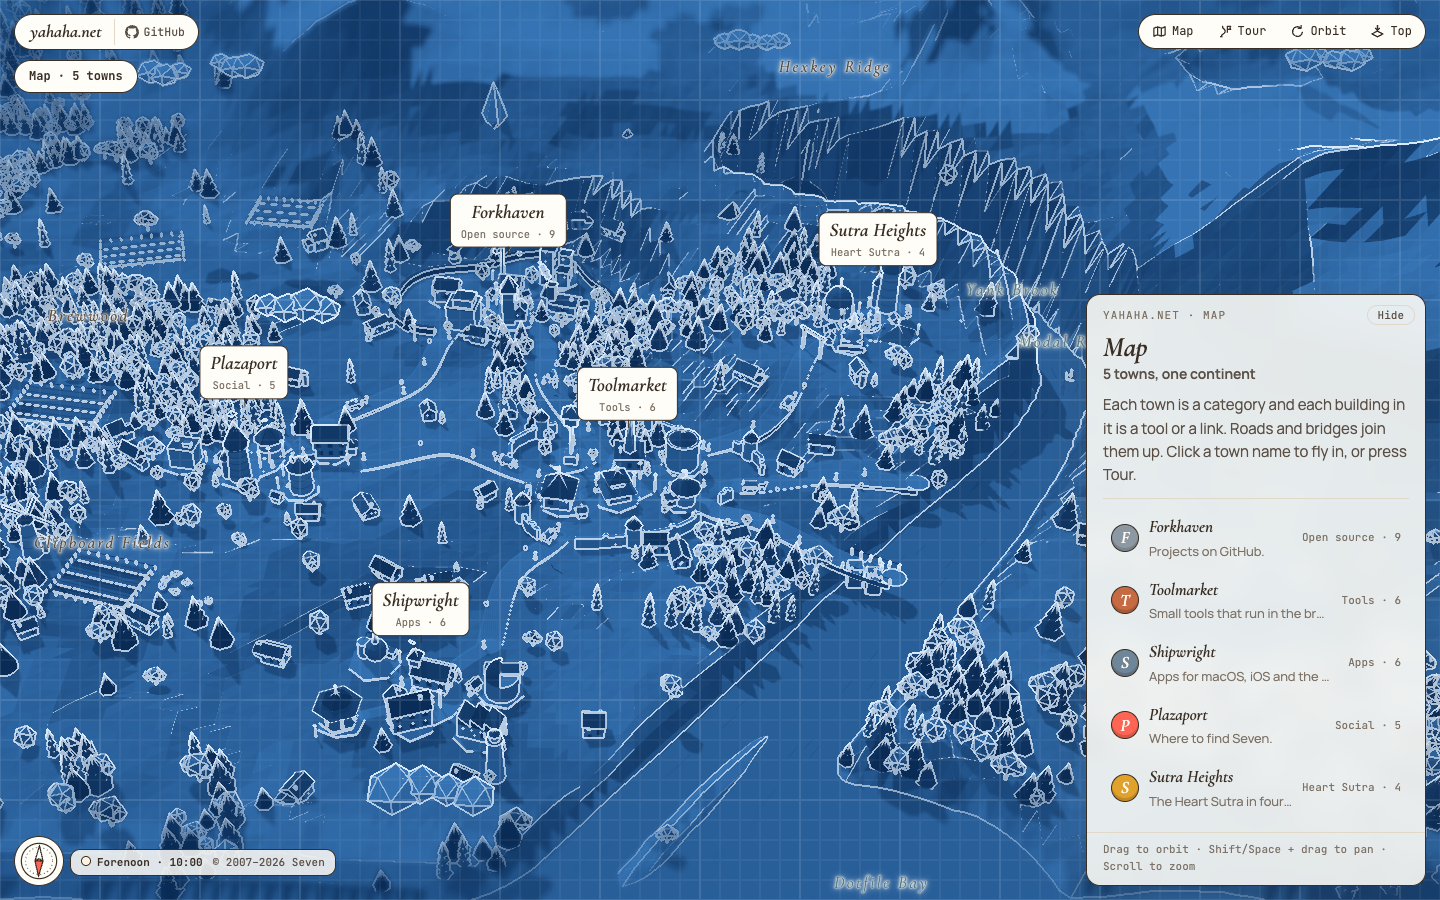 yahaha.net
GitHub
Map · 5 towns
Map
Tour
Orbit
Top
Hexkey Ridge
Forkhaven
Open source · 9
Sutra Heights
Heart Sutra · 4
Yank Brook
Modal R
Plazaport
Social · 5
Toolmarket
Tools · 6
Clipboard Fields
Shipwright
Apps · 6
Dotfile Bay
YAHAHA.NET · MAP
Hide
Map
5 towns, one continent
Each town is a category and each building in
it is a tool or a link. Roads and bridges join
them up. Click a town name to fly in, or press
Tour.
F
Forkhaven
Projects on GitHub.
Open source · 9
T
Toolmarket
Small tools that run in the br…
Tools · 6
S
Shipwright
Apps for macOS, iOS and the …
Apps · 6
P
Plazaport
Where to find Seven.
Social · 5
S
Sutra Heights
The Heart Sutra in four…
Heart Sutra · 4
Drag to orbit · Shift/Space + drag to pan ·
Scroll to zoom
Forenoon · 10:00 © 2007–2026 Seven